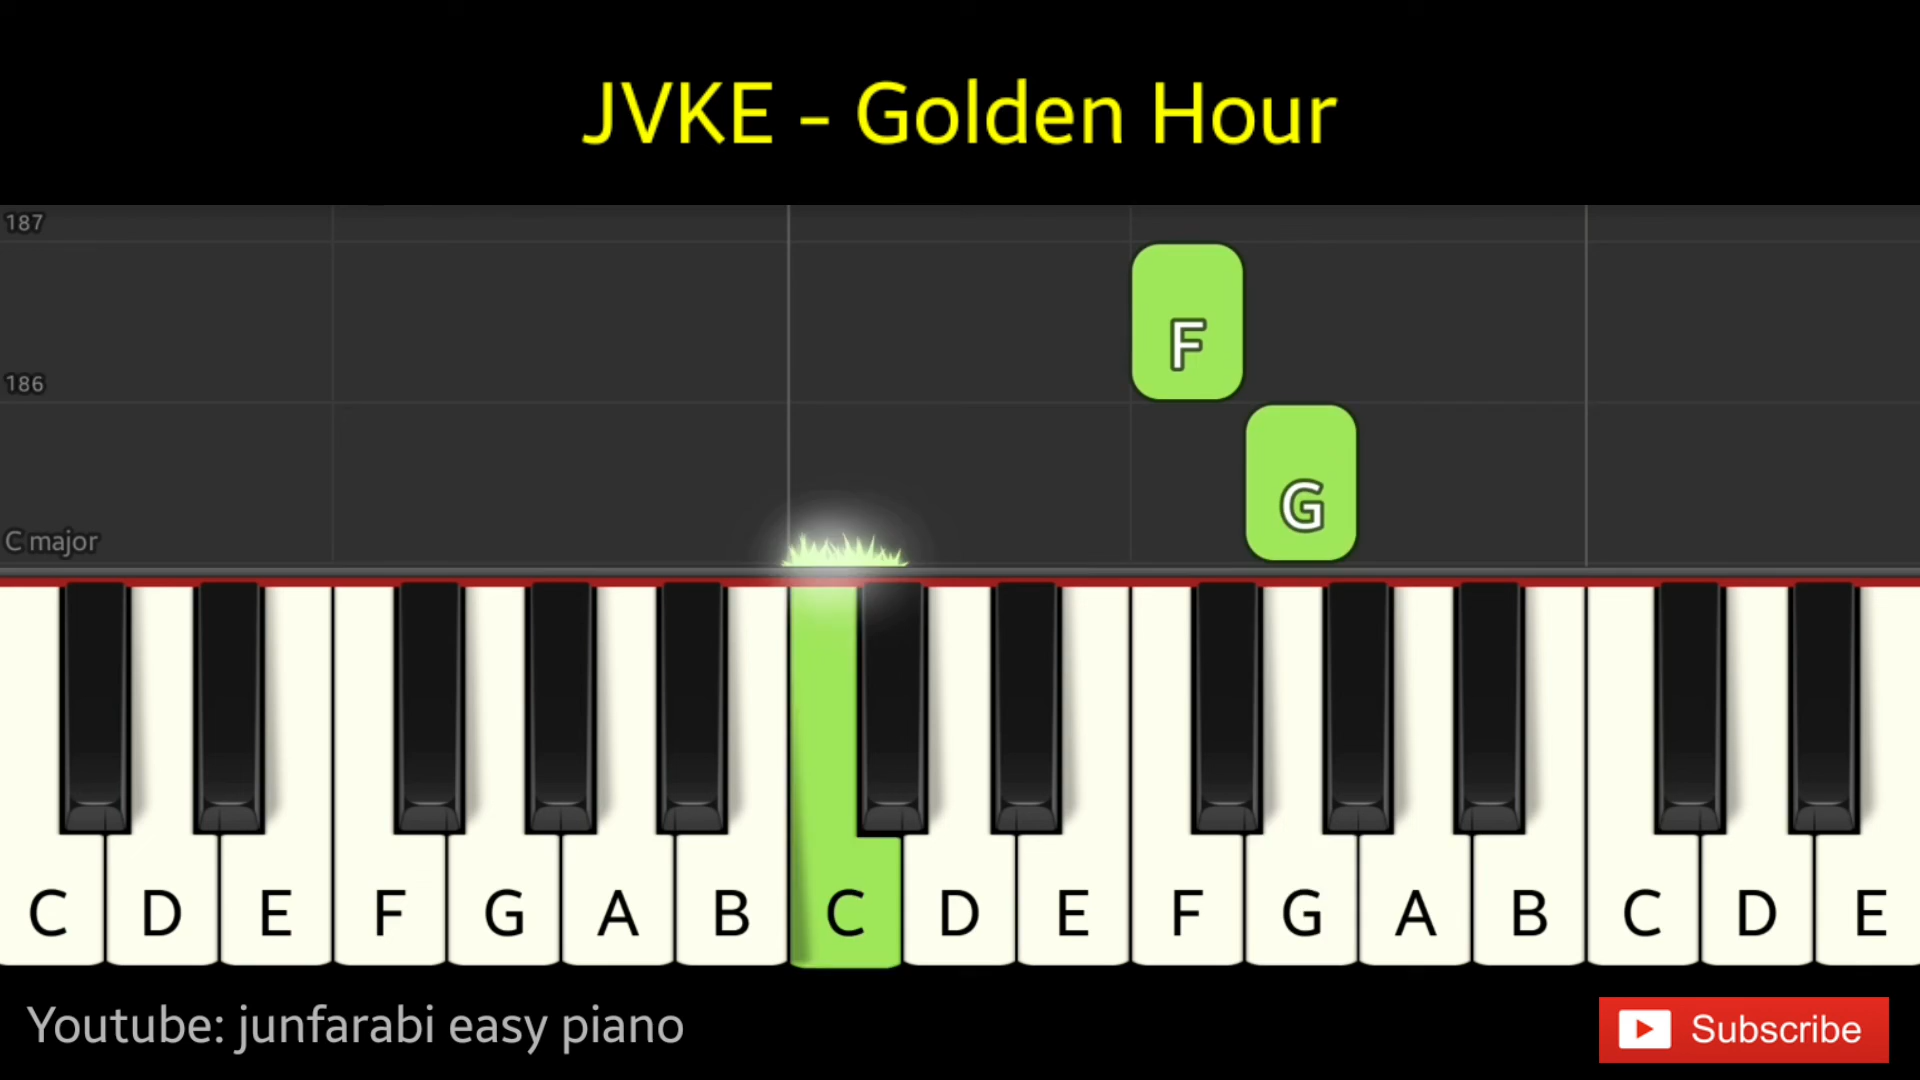 JVKE - Golden Hour
187
F
186
G
C major
C D E F G A B C D E F G A B C D E
Youtube: junfarabi easy piano
Subscribe